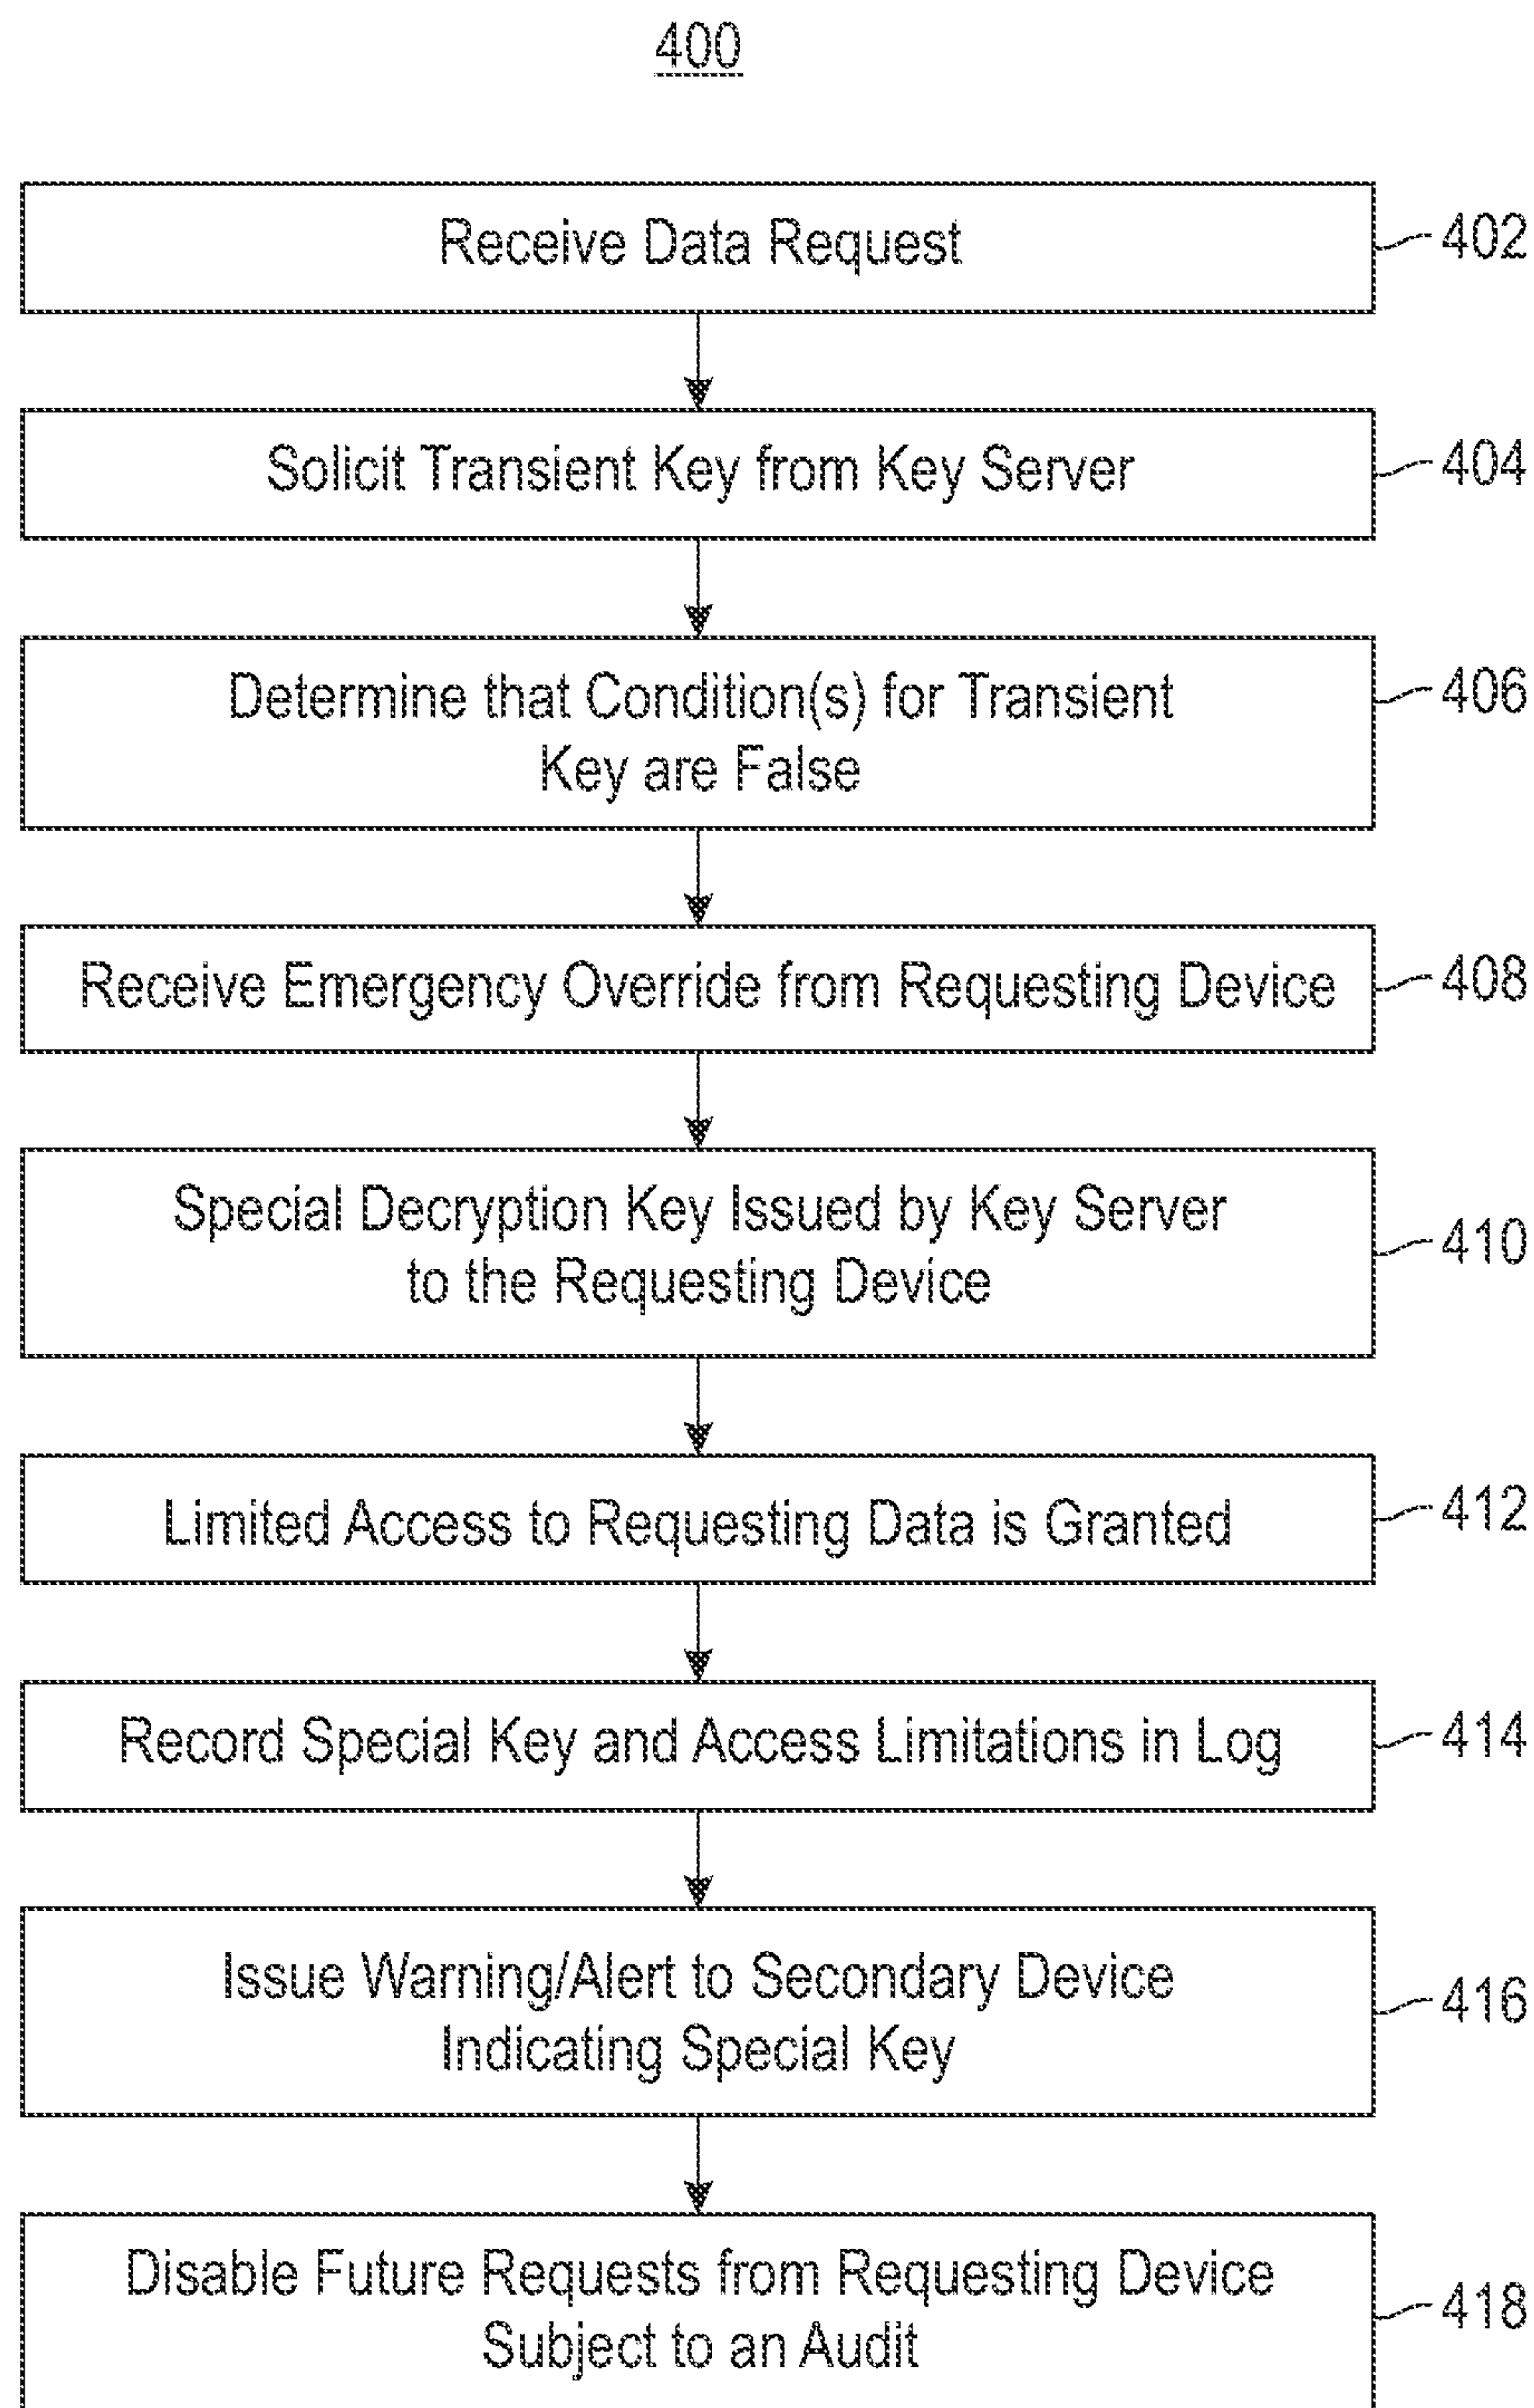 400
Receive Data Request
402
Solicit Transient Key from Key Server
404
Determine that Condition(s) for Transient
Key are False
406
Receive Emergency Override from Requesting Device
408
Special Decryption Key Issued by Key Server
to the Requesting Device
410
Limited Access to Requesting Data is Granted
412
Record Special Key and Access Limitations in Log
414
Issue Warning/Alert to Secondary Device
Indicating Special Key
416
Disable Future Requests from Requesting Device
Subject to an Audit
418